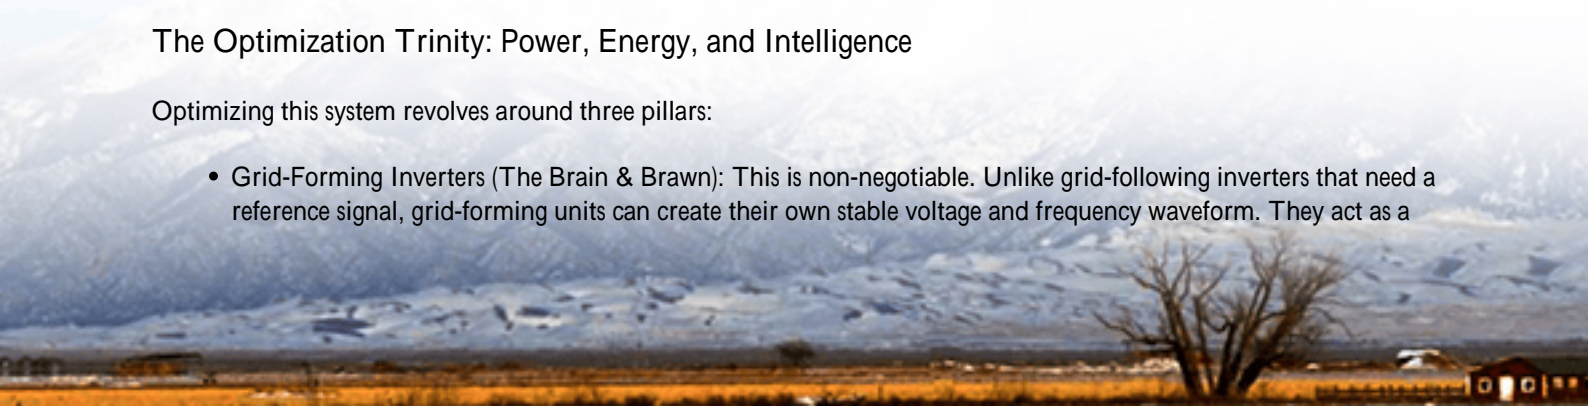 The Optimization Trinity: Power, Energy, and Intelligence
Optimizing this system revolves around three pillars:
• Grid-Forming Inverters (The Brain & Brawn): This is non-negotiable. Unlike grid-following inverters that need a
reference signal, grid-forming units can create their own stable voltage and frequency waveform. They act as a